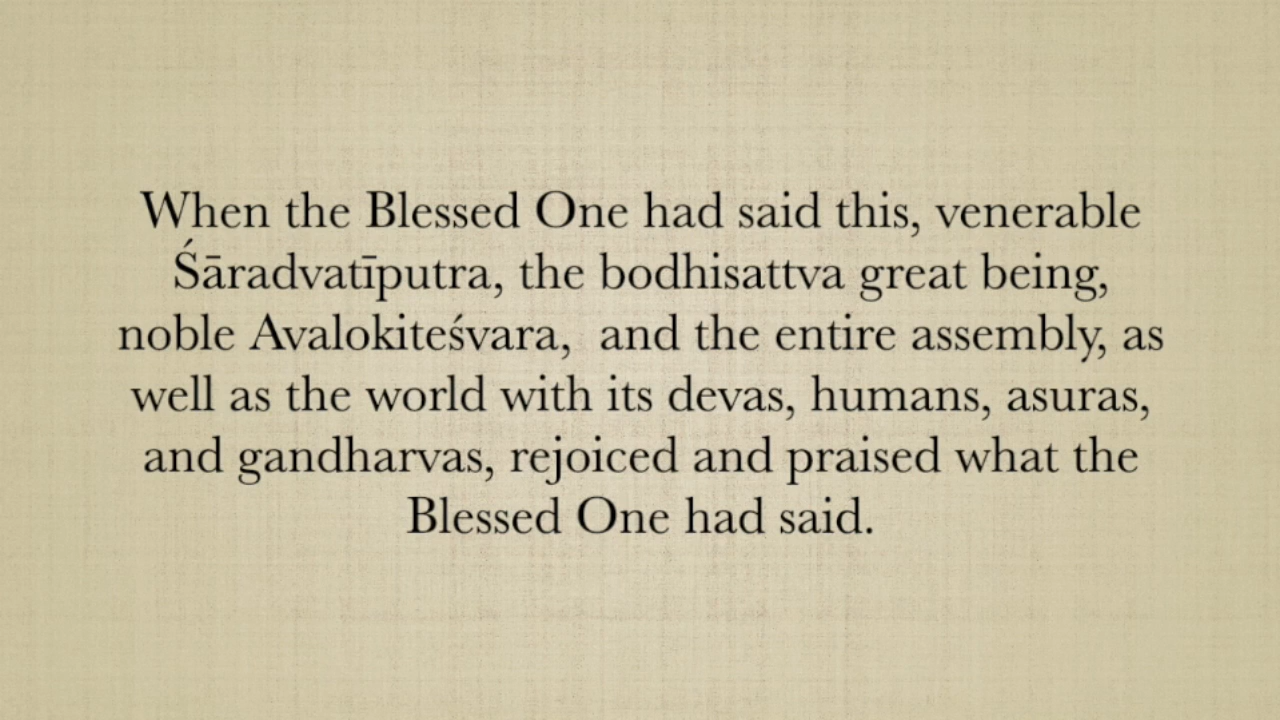 When the Blessed One had said this, venerable
Śāradvatīputra, the bodhisattva great being,
noble Avalokiteśvara,  and the entire assembly, as
well as the world with its devas, humans, asuras,
and gandharvas, rejoiced and praised what the
Blessed One had said.